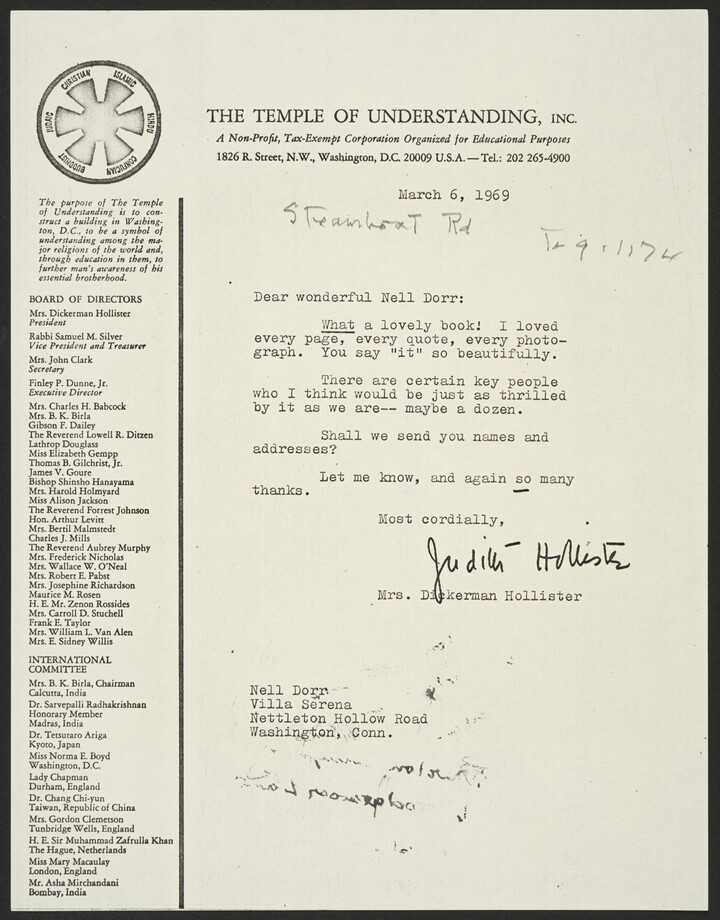 CHRISTIAN
ISLAMIC
HINDU
CONFUCIAN
BUDDHIST
JUDAIC
THE TEMPLE OF UNDERSTANDING, INC.
A Non-Profit, Tax-Exempt Corporation Organized for Educational Purposes
1826 R. Street, N.W., Washington, D.C. 20009 U.S.A. — Tel.: 202 265-4900
The purpose of The Temple
of Understanding is to con-
struct a building in Washing-
ton, D.C., to be a symbol of
understanding among the ma-
jor religions of the world and,
through education in them, to
further man's awareness of his
essential brotherhood.
BOARD OF DIRECTORS
Mrs. Dickerman Hollister
President
Rabbi Samuel M. Silver
Vice President and Treasurer
Mrs. John Clark
Secretary
Finley P. Dunne, Jr.
Executive Director
Mrs. Charles H. Babcock
Mrs. B. K. Birla
Gibson F. Dailey
The Reverend Lowell R. Ditzen
Lathrop Douglass
Miss Elizabeth Gempp
Thomas B. Gilchrist, Jr.
James V. Goure
Bishop Shinsho Hanayama
Mrs. Harold Holmyard
Miss Alison Jackson
The Reverend Forrest Johnson
Hon. Arthur Levitt
Mrs. Bertil Malmstedt
Charles J. Mills
The Reverend Aubrey Murphy
Mrs. Frederick Nicholas
Mrs. Wallace W. O'Neal
Mrs. Robert E. Pabst
Mrs. Josephine Richardson
Maurice M. Rosen
H. E. Mr. Zenon Rossides
Mrs. Carroll D. Stuchell
Frank E. Taylor
Mrs. William L. Van Alen
Mrs. E. Sidney Willis
INTERNATIONAL
COMMITTEE
Mrs. B. K. Birla, Chairman
Calcutta, India
Dr. Sarvepalli Radhakrishnan
Honorary Member
Madras, India
Dr. Tetsutaro Ariga
Kyoto, Japan
Miss Norma E. Boyd
Washington, D.C.
Lady Chapman
Durham, England
Dr. Chang Chi-yun
Taiwan, Republic of China
Mrs. Gordon Clemetson
Tunbridge Wells, England
H. E. Sir Muhammad Zafrulla Khan
The Hague, Netherlands
Miss Mary Macaulay
London, England
Mr. Asha Mirchandani
Bombay, India
March 6, 1969
Steamboat Rd
Dear wonderful Nell Dorr:
What a lovely book! I loved
every page, every quote, every photo-
graph. You say "it" so beautifully.
There are certain key people
who I think would be just as thrilled
by it as we are-- maybe a dozen.
Shall we send you names and
addresses?
Let me know, and again so many
thanks.
Most cordially,
Judith Hollister
Mrs. Dickerman Hollister
Nell Dorr
Villa Serena
Nettleton Hollow Road
Washington, Conn.